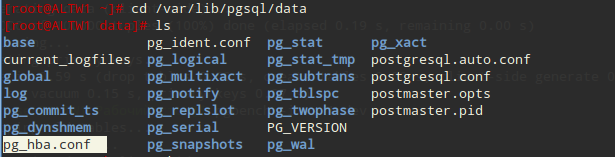 [root@ALTW1 ~]# cd /var/lib/pgsql/data
[root@ALTW1 data]# ls
base pg_ident.conf pg_stat pg_xact
current_logfiles pg_logical pg_stat_tmp postgresql.auto.conf
global pg_multixact pg_subtrans postgresql.conf
log pg_notify pg_tblspc postmaster.opts
pg_commit_ts pg_replslot pg_twophase postmaster.pid
pg_dynshmem pg_serial PG_VERSION
pg_hba.conf pg_snapshots pg_wal